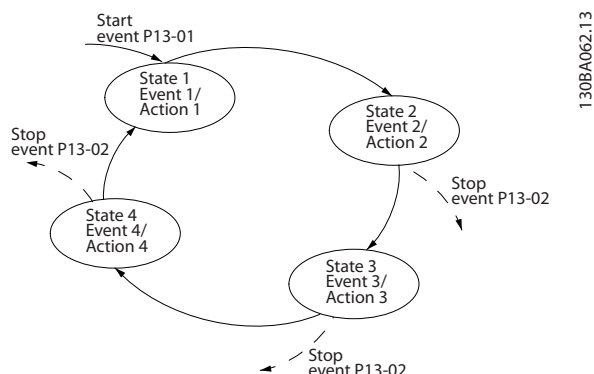 Start
event P13-01
130BA062.13
State 1
Event 1/
Action 1
State 2
Event 2/
Action 2
Stop
event P13-02
Stop
event P13-02
State 4
Event 4/
Action 4
State 3
Event 3/
Action 3
Stop
event P13-02